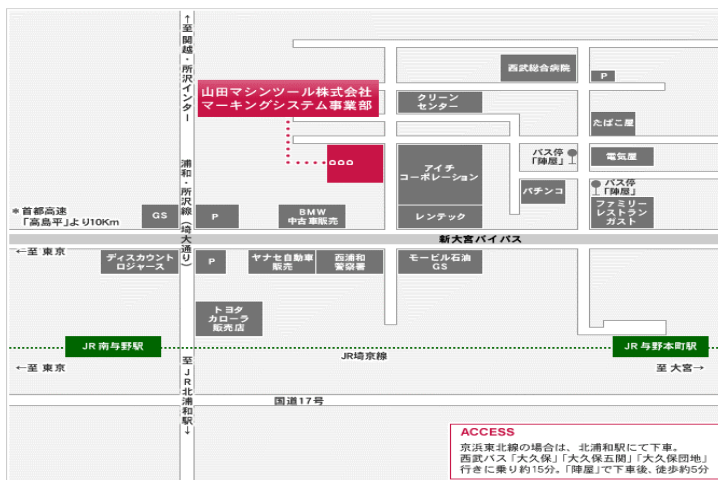 ↑至 関越・所沢インター
西武総合病院
P
山田マシンツール株式会社
マーキングシステム事業部
クリーン
センター
たばこ屋
バス停
「陣屋」
電気屋
アイチ
コーポレーション
浦和・所沢線(埼大通り)
パチンコ
バス停
「陣屋」
*首都高速
「高島平」より10Km
GS
P
BMW
中古車販売
レンテック
ファミリー
レストラン
ガスト
新大宮バイパス
←至 東京
ディスカウント
ロジャース
P
ヤナセ自動車
販売
西浦和
警察署
モービル石油
GS
トヨタ
カローラ
販売店
JR 南与野駅
JR 与野本町駅
JR埼京線
←至 東京
至 大宮→
至JR北浦和駅↓
国道17号
ACCESS
京浜東北線の場合は、北浦和駅にて下車。
西武バス「大久保」「大久保五関」「大久保団地」
行きに乗り約15分。「陣屋」で下車後、徒歩約5分